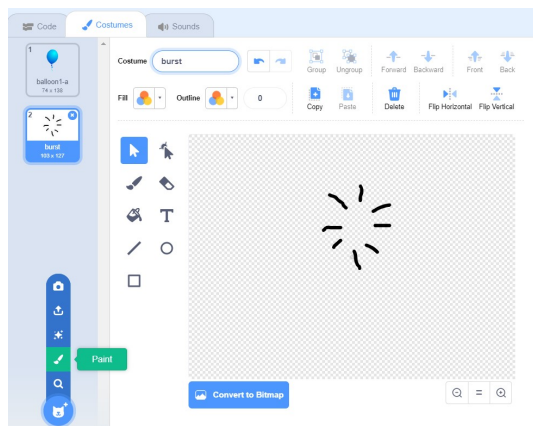 Code
Costumes
Sounds
1
balloon1-a
74 x 138
2
burst
103 x 127
Costume
burst
Group
Ungroup
Forward
Backward
Front
Back
Fill
Outline
0
Copy
Paste
Delete
Flip Horizontal
Flip Vertical
T
Paint
Convert to Bitmap